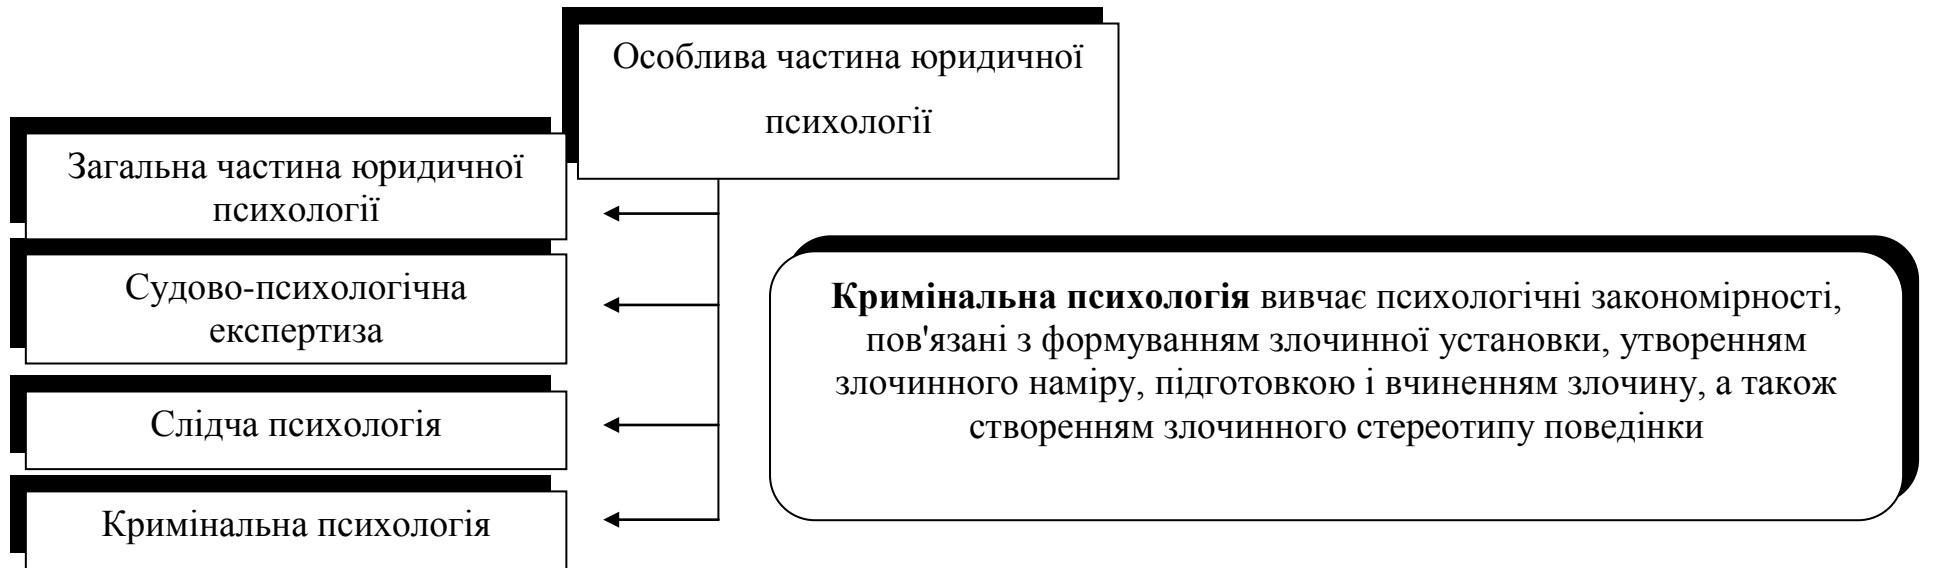 Особлива частина юридичної
психології
Загальна частина юридичної
психології
Судово-психологічна
експертиза
Слідча психологія
Кримінальна психологія
Кримінальна психологія вивчає психологічні закономірності,
пов'язані з формуванням злочинної установки, утворенням
злочинного наміру, підготовкою і вчиненням злочину, а також
створенням злочинного стереотипу поведінки